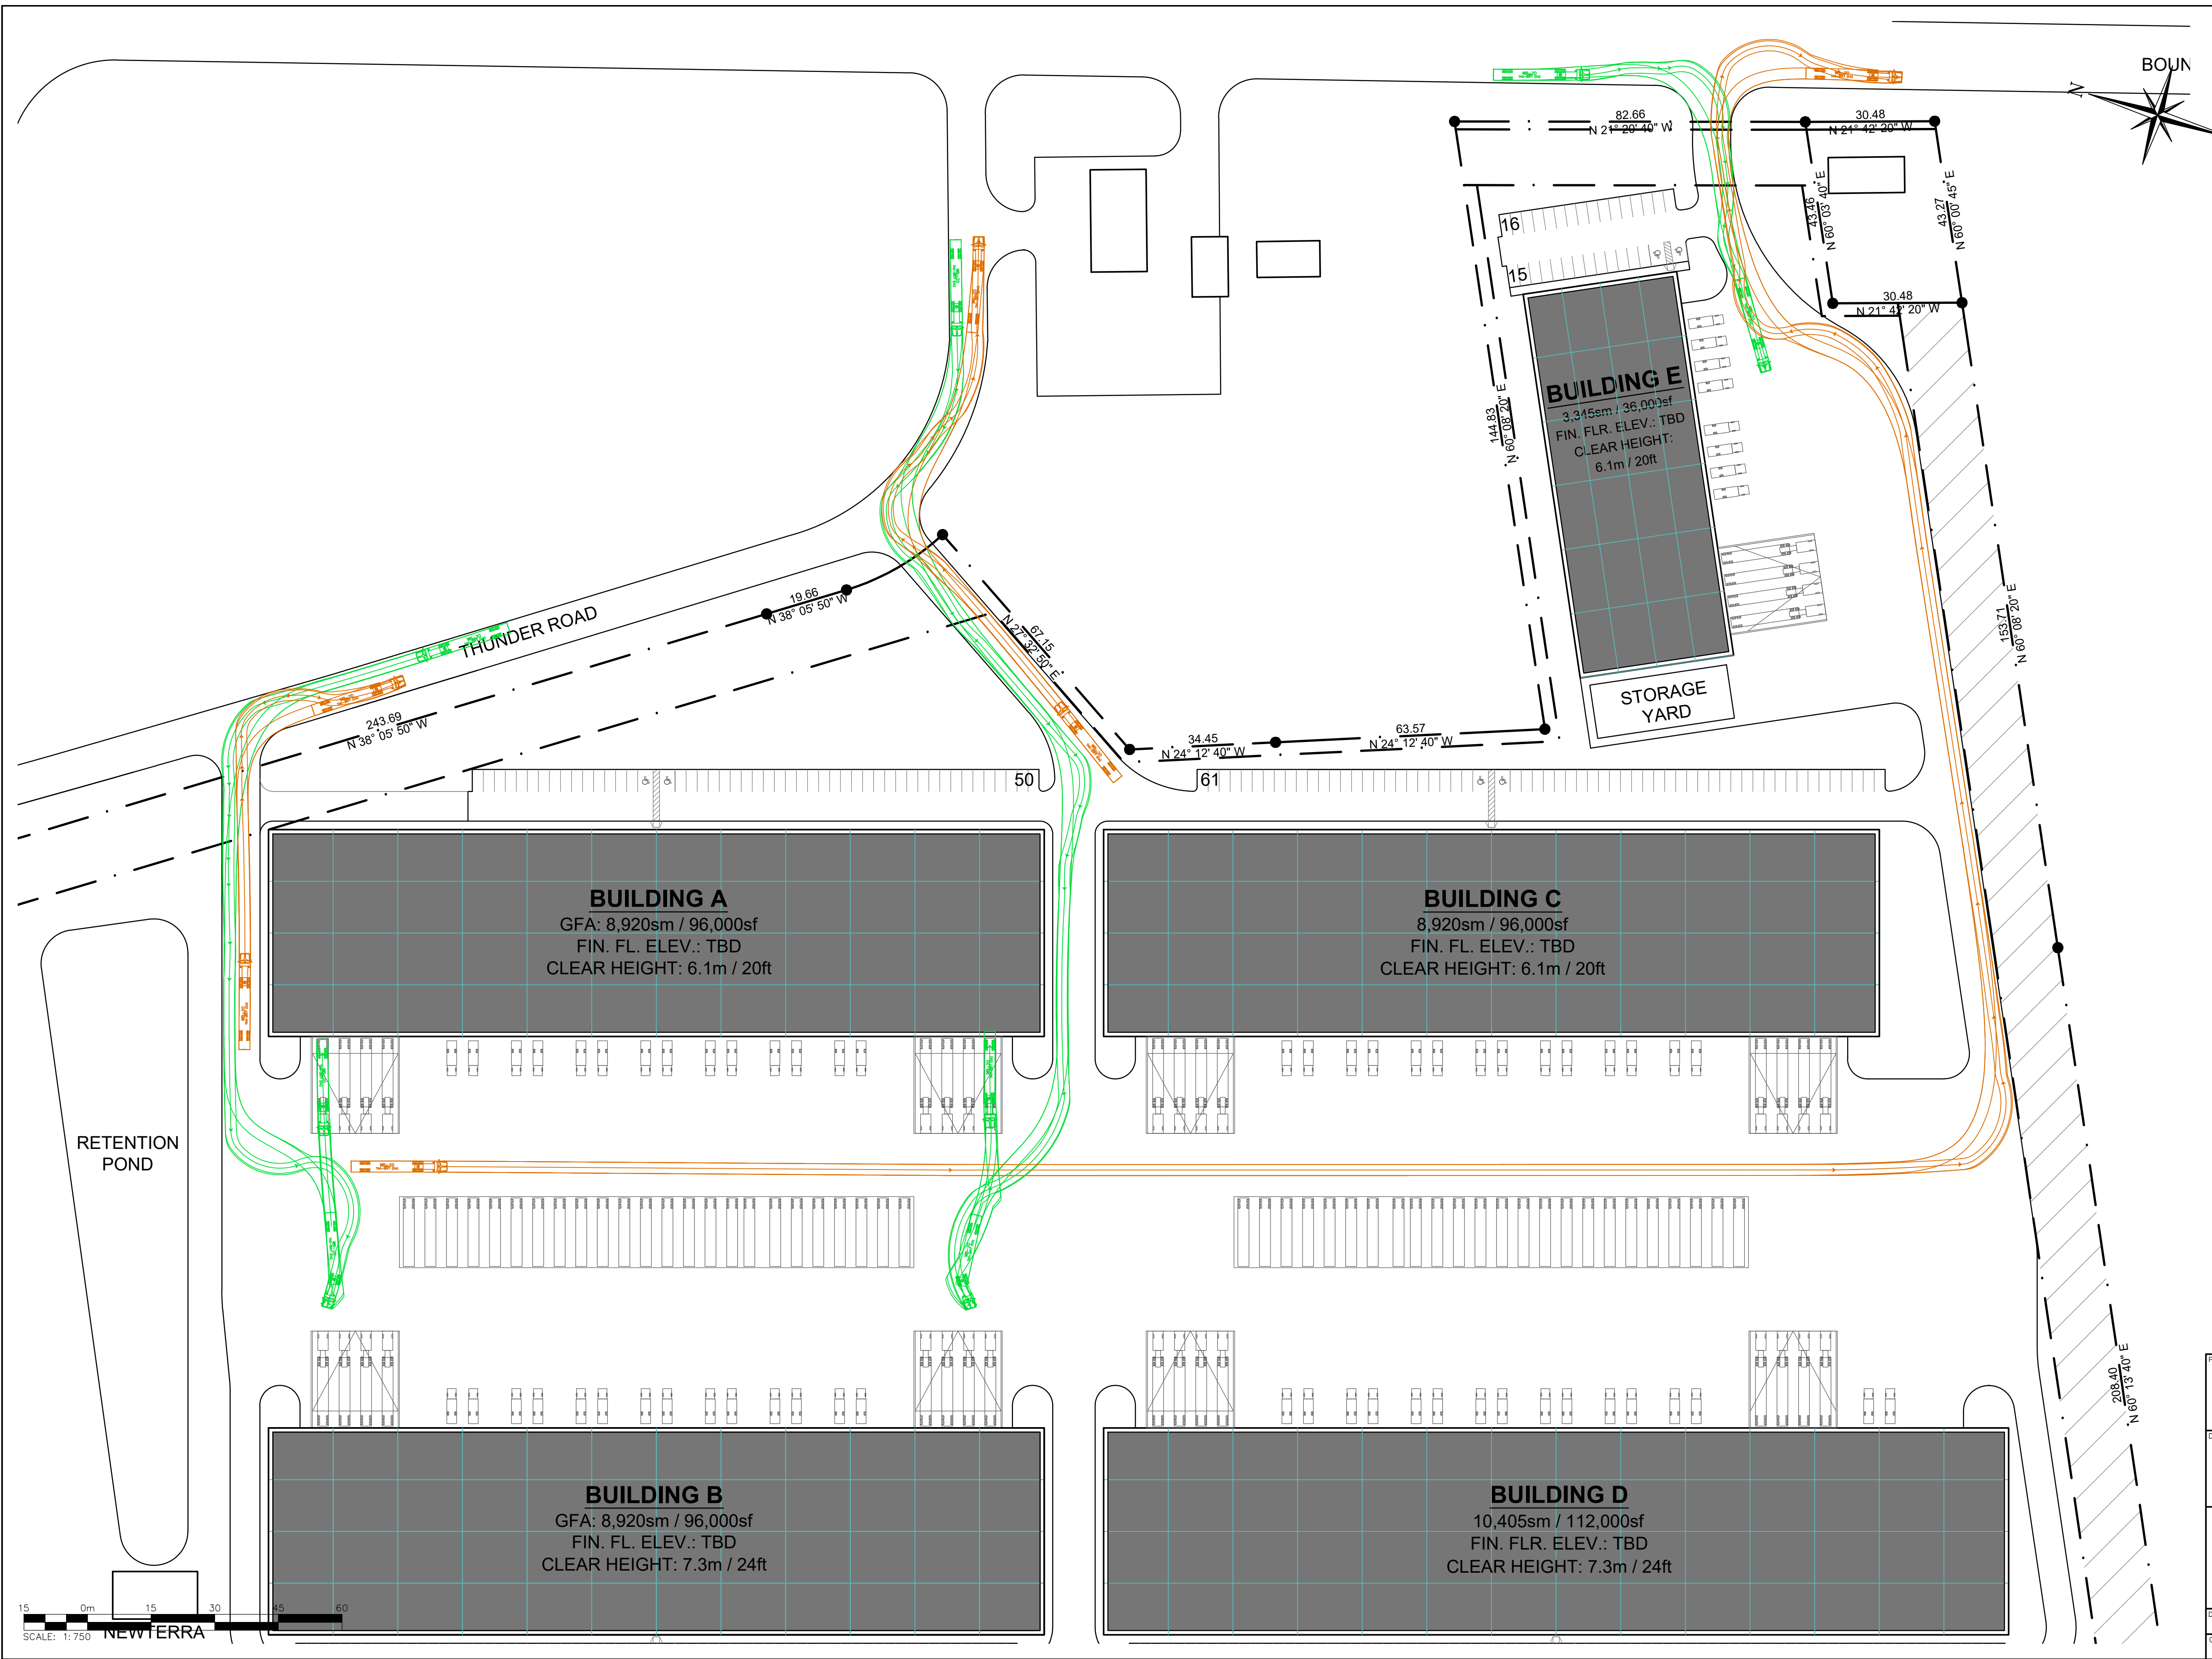 BOUN
N
82.66
N 21° 20' 40" W
30.48
N 21° 42' 20" W
43.46
N 60° 03' 40" E
43.27
N 60° 00' 45" E
30.48
N 21° 42' 20" W
16
15
BUILDING E
3,345sm / 36,000sf
FIN. FLR. ELEV.: TBD
CLEAR HEIGHT:
6.1m / 20ft
144.83
N 60° 08' 20" E
STORAGE
YARD
153.71
N 60° 08' 20" E
THUNDER ROAD
19.66
N 38° 05' 50" W
243.69
N 38° 05' 50" W
67.15
N 27° 32' 50" E
34.45
N 24° 12' 40" W
63.57
N 24° 12' 40" W
50
61
BUILDING A
GFA: 8,920sm / 96,000sf
FIN. FL. ELEV.: TBD
CLEAR HEIGHT: 6.1m / 20ft
BUILDING C
8,920sm / 96,000sf
FIN. FL. ELEV.: TBD
CLEAR HEIGHT: 6.1m / 20ft
RETENTION
POND
208.40
N 60° 13' 40" E
BUILDING B
GFA: 8,920sm / 96,000sf
FIN. FL. ELEV.: TBD
CLEAR HEIGHT: 7.3m / 24ft
BUILDING D
10,405sm / 112,000sf
FIN. FLR. ELEV.: TBD
CLEAR HEIGHT: 7.3m / 24ft
15 0m 15 30 45 60
SCALE: 1:750
NEWTERRA